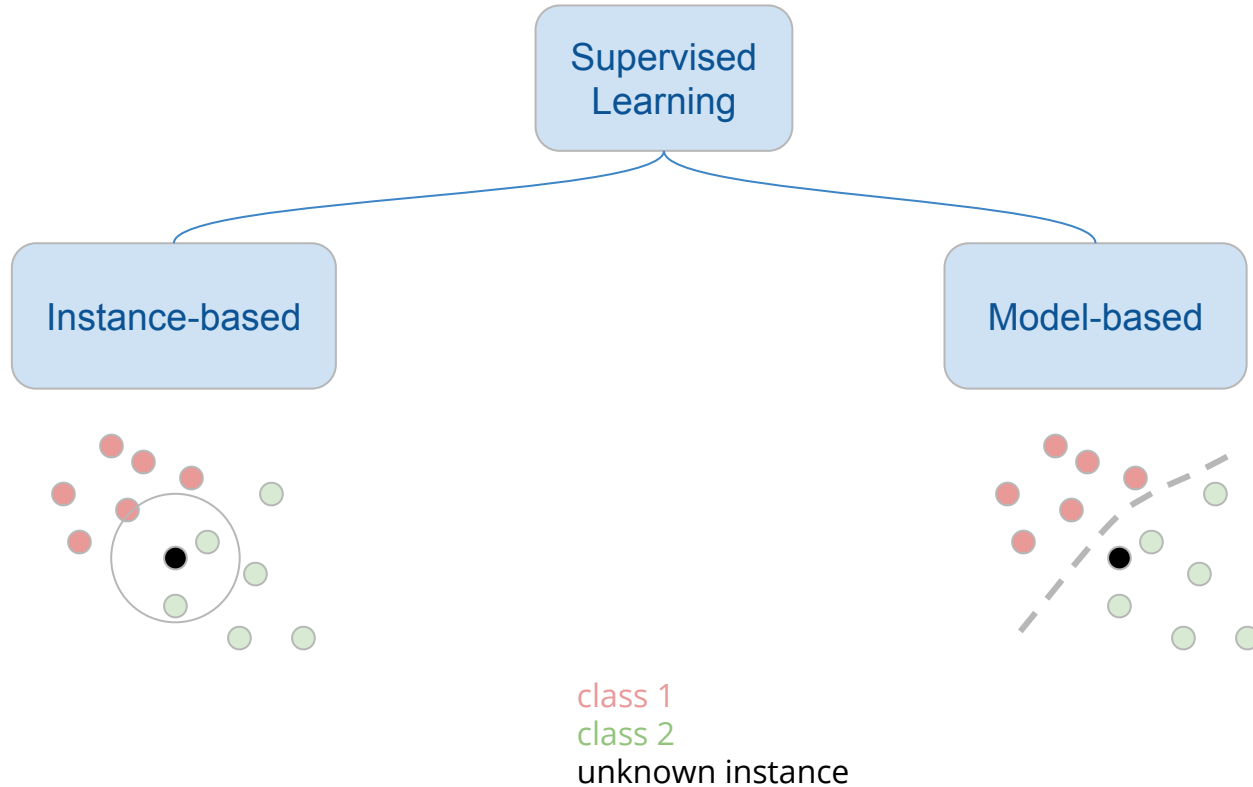 Supervised
Learning
Instance-based
Model-based
class 1
class 2
unknown instance